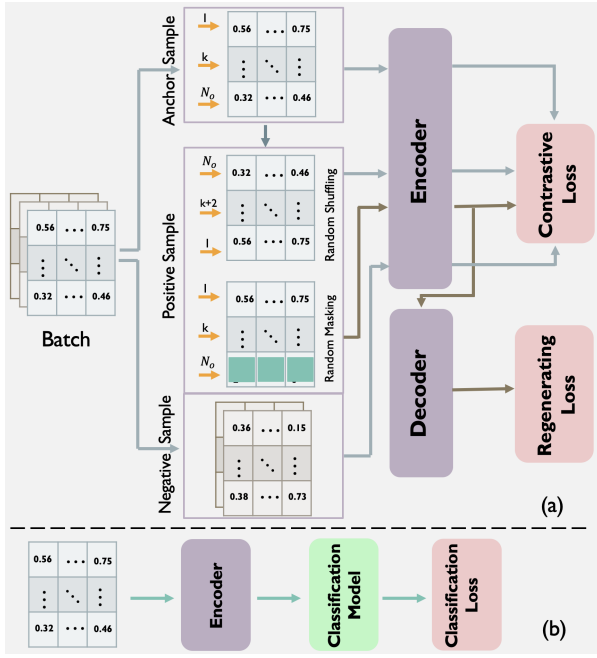 Anchor Sample
I
k
N_o
0.56 ••• 0.75
0.32 ••• 0.46
Encoder
Contrastive
Loss
Batch
0.56 ••• 0.75
0.32 ••• 0.46
Positive Sample
N_o
k+2
I
0.32 ••• 0.46
0.56 ••• 0.75
Random Shuffling
I
k
N_o
0.56 ••• 0.75
Random Masking
Decoder
Regenerating
Loss
Negative Sample
0.36 ••• 0.15
0.38 ••• 0.73
(a)
0.56 ••• 0.75
0.32 ••• 0.46
Encoder
Classification
Model
Classification
Loss
(b)